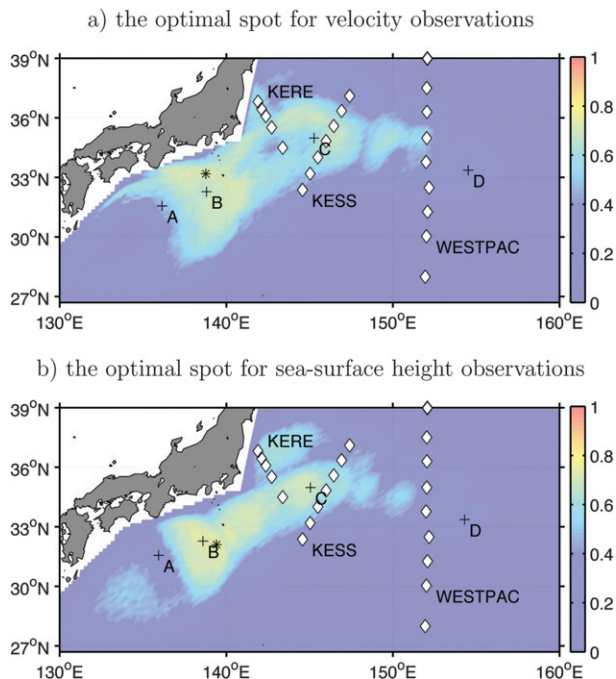 a) the optimal spot for velocity observations
39°N
36°N
33°N
30°N
27°N
130°E
140°E
150°E
160°E
KERE
C
A
B
D
KESS
WESTPAC
1
0.8
0.6
0.4
0.2
0
b) the optimal spot for sea-surface height observations
39°N
36°N
33°N
30°N
27°N
130°E
140°E
150°E
160°E
KERE
C
A
B
D
KESS
WESTPAC
1
0.8
0.6
0.4
0.2
0